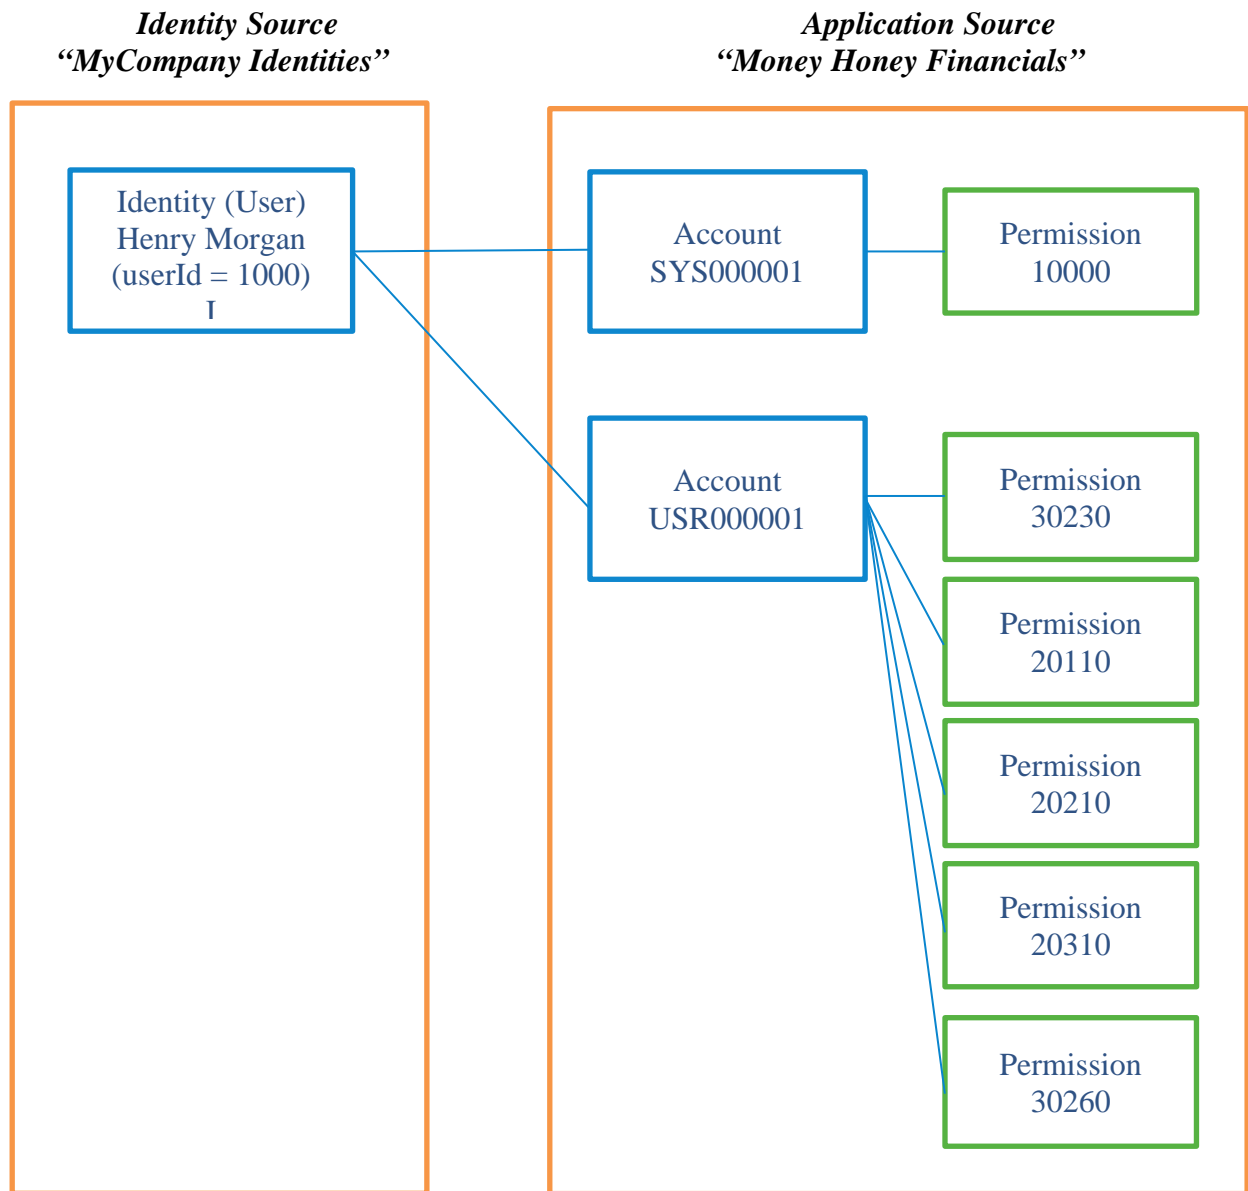 Identity Source
“MyCompany Identities”
Application Source
“Money Honey Financials”
Identity (User)
Henry Morgan
(userId = 1000)
Account
SYS000001
Permission
10000
Account
USR000001
Permission
30230
Permission
20110
Permission
20210
Permission
20310
Permission
30260